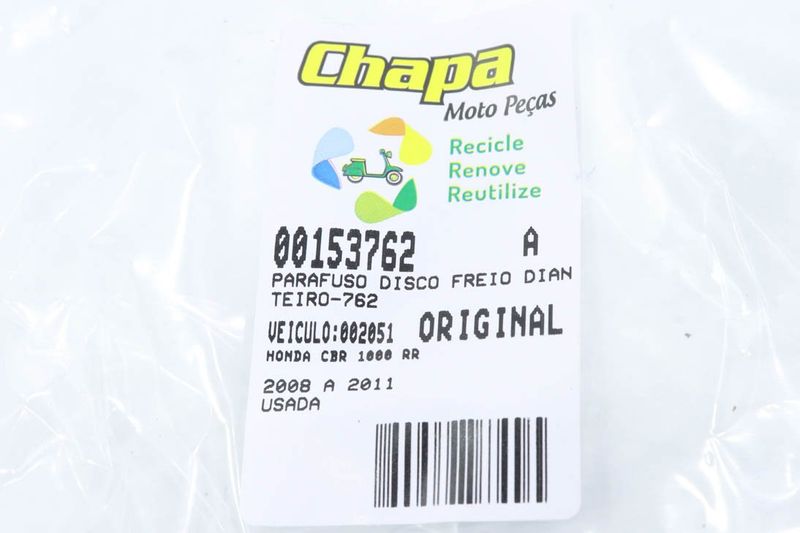 Chapa
Moto Peças
Recicle
Renove
Reutilize
00153762 A
PARAFUSO DISCO FREIO DIAN
TEIRO-762
VEICULO:002051 ORIGINAL
HONDA CBR 1000 RR
2008 A 2011
USADA